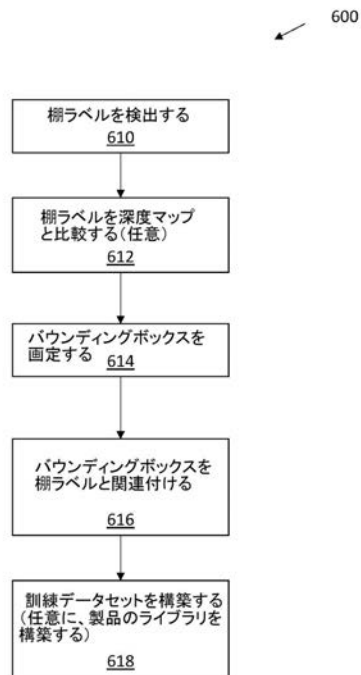 600
棚ラベルを検出する
610
棚ラベルを深度マップ
と比較する(任意)
612
バウンディングボックスを
画定する 614
バウンディングボックスを
棚ラベルと関連付ける
616
訓練データセットを構築する
(任意に、製品のライブラリを
構築する)
618